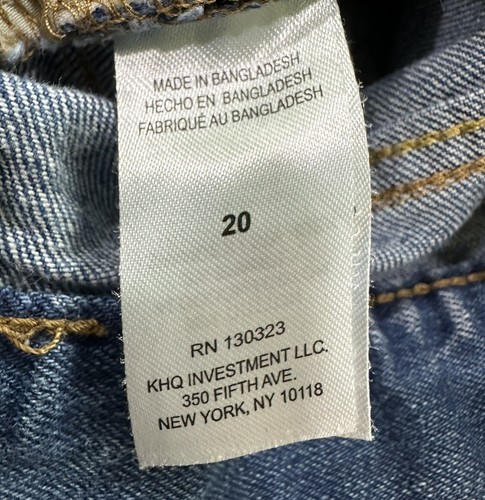 MADE IN BANGLADESH
HECHO EN BANGLADESH
FABRIQUÉ AU BANGLADESH
20
RN 130323
KHQ INVESTMENT LLC.
350 FIFTH AVE.
NEW YORK, NY 10118